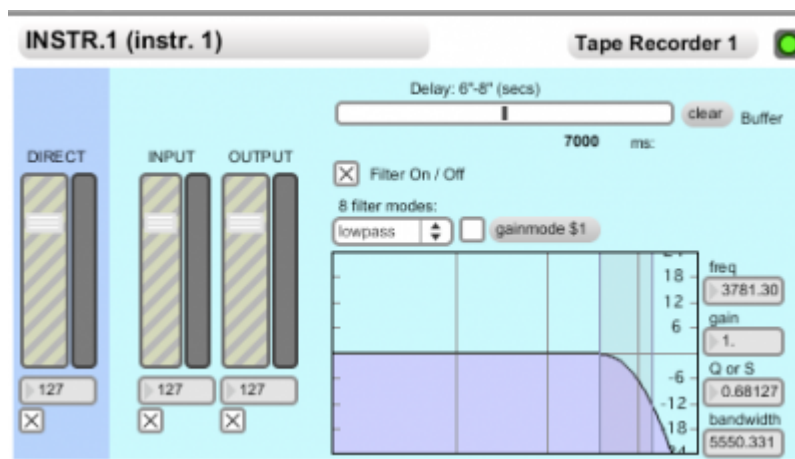 INSTR.1 (instr. 1)
Tape Recorder 1
Delay: 6"-8" (secs)
clear Buffer
7000 ms:
DIRECT
INPUT OUTPUT
Filter On / Off
8 filter modes:
lowpass
gainmode $1
18
12
6
-6
-12
18
24
freq
3781.30
gain
1.
Q or S
0.68127
bandwidth
5550.331
127
127
127